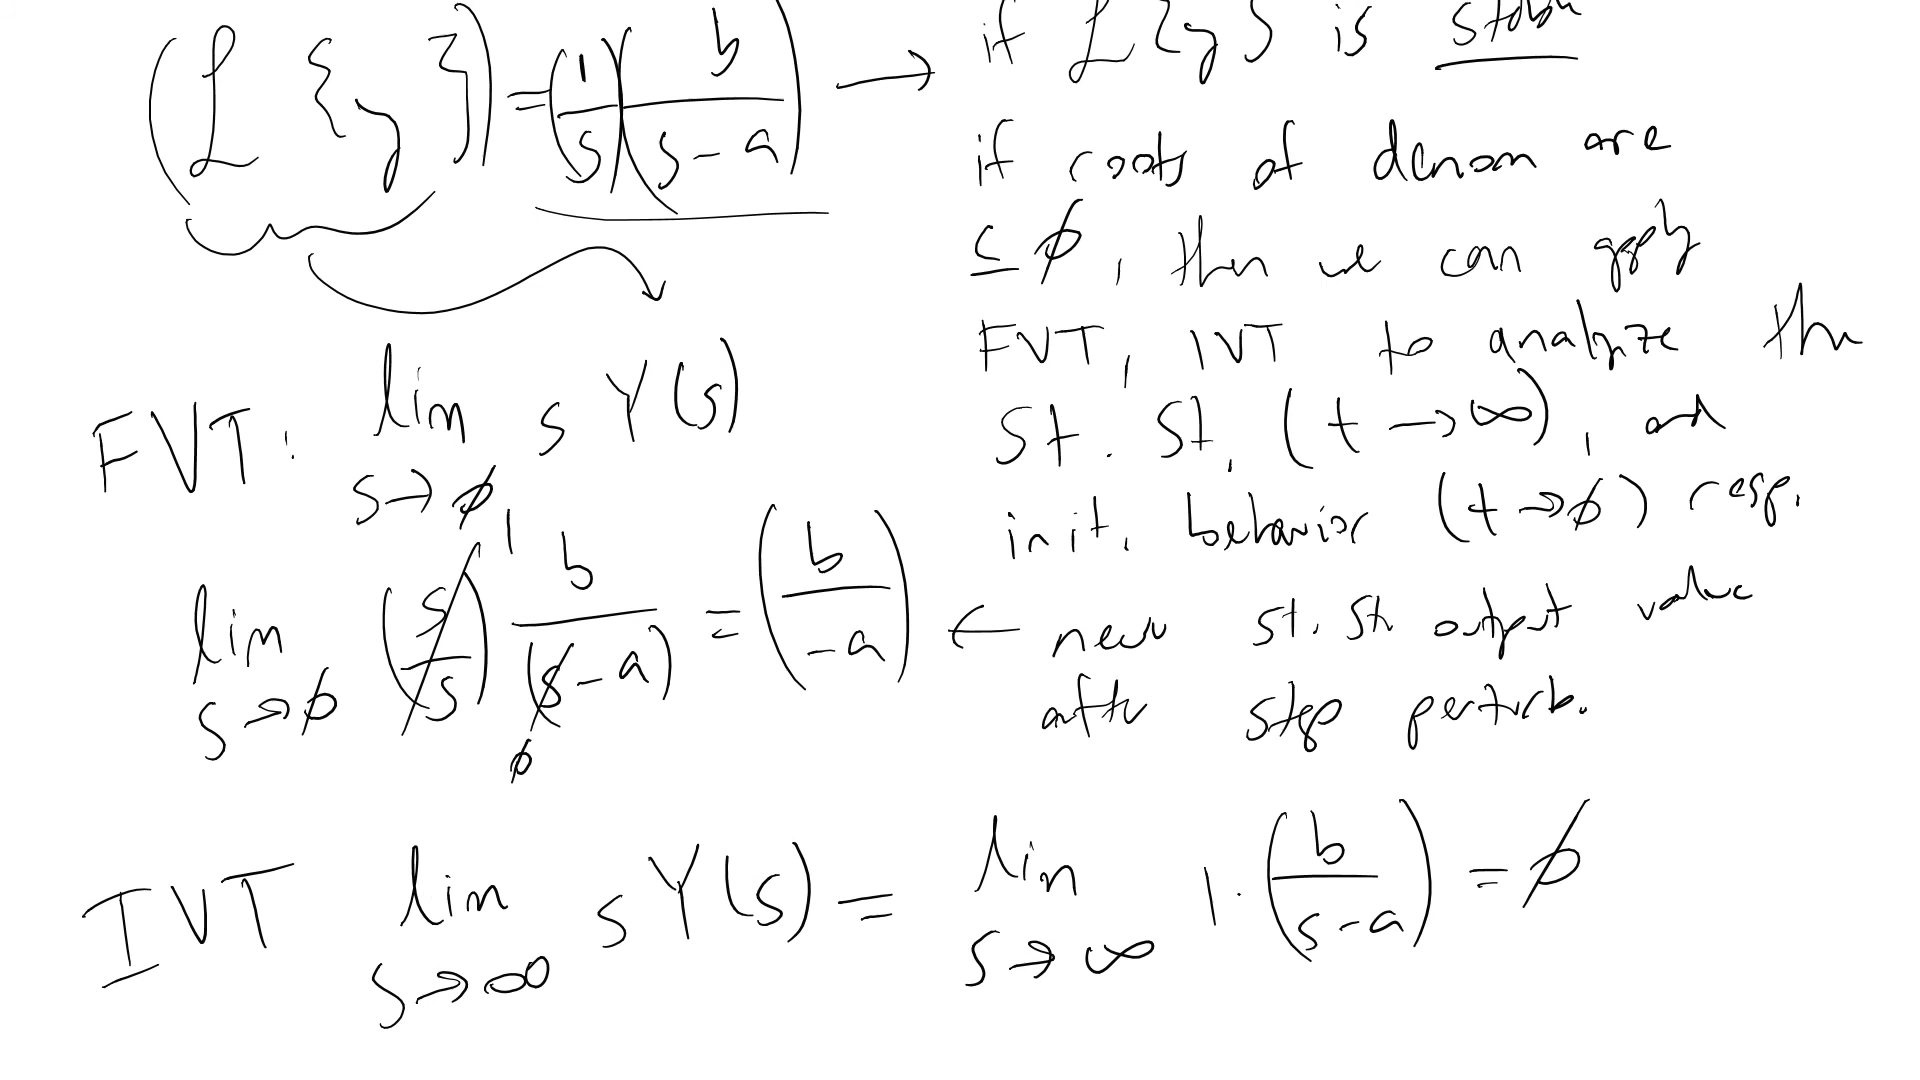 (ℒ {y}) = (1/s)(b/(s-a)) →
if ℒ{y} is stable
if roots of denom are
≤ ϕ, then we can apply
FVT, IVT to analyze the
St. St. (t → ∞), and
init. behavior (t → ϕ) resp.
FVT: lim s→ϕ s Y(s)
lim s→ϕ (s/s) 1 b/(s-a) ϕ = (b/-a) ← new st. st. output value
after step perturb.
IVT lim s→∞ s Y(s) = lim s→∞ 1·(b/(s-a)) = ϕ